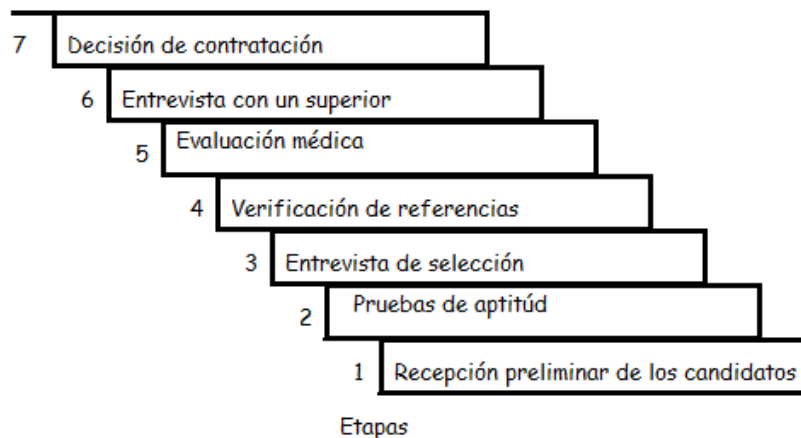 7 Decisión de contratación
6 Entrevista con un superior
5 Evaluación médica
4 Verificación de referencias
3 Entrevista de selección
2 Pruebas de aptitúd
1 Recepción preliminar de los candidatos
Etapas